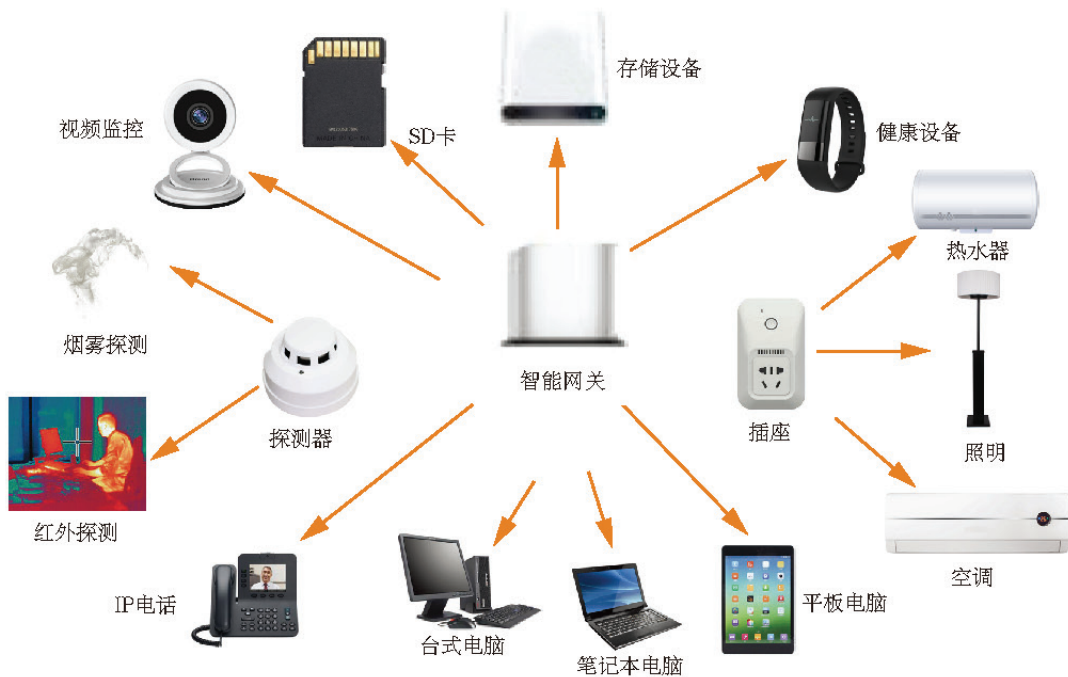 存储设备
SD卡
视频监控
健康设备
热水器
烟雾探测
智能网关
探测器
插座
照明
红外探测
空调
IP电话
台式电脑
笔记本电脑
平板电脑